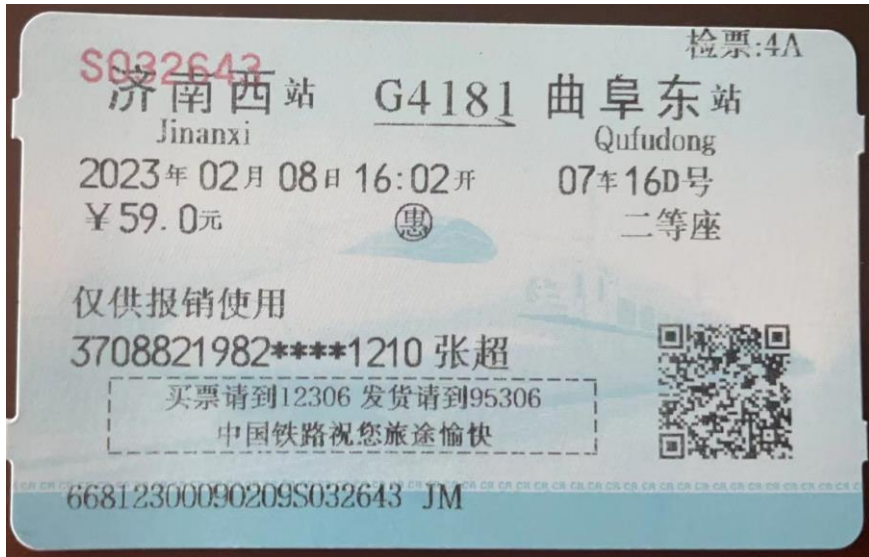 检票:4A
S032643
济南西站 G4181 曲阜东站
Jinanxi Qufudong
2023年02月08日16:02开 07车16D号
￥59.0元 惠 二等座
仅供报销使用
3708821982****1210 张超
买票请到12306 发货请到95306
中国铁路祝您旅途愉快
66812300090209S032643 JM